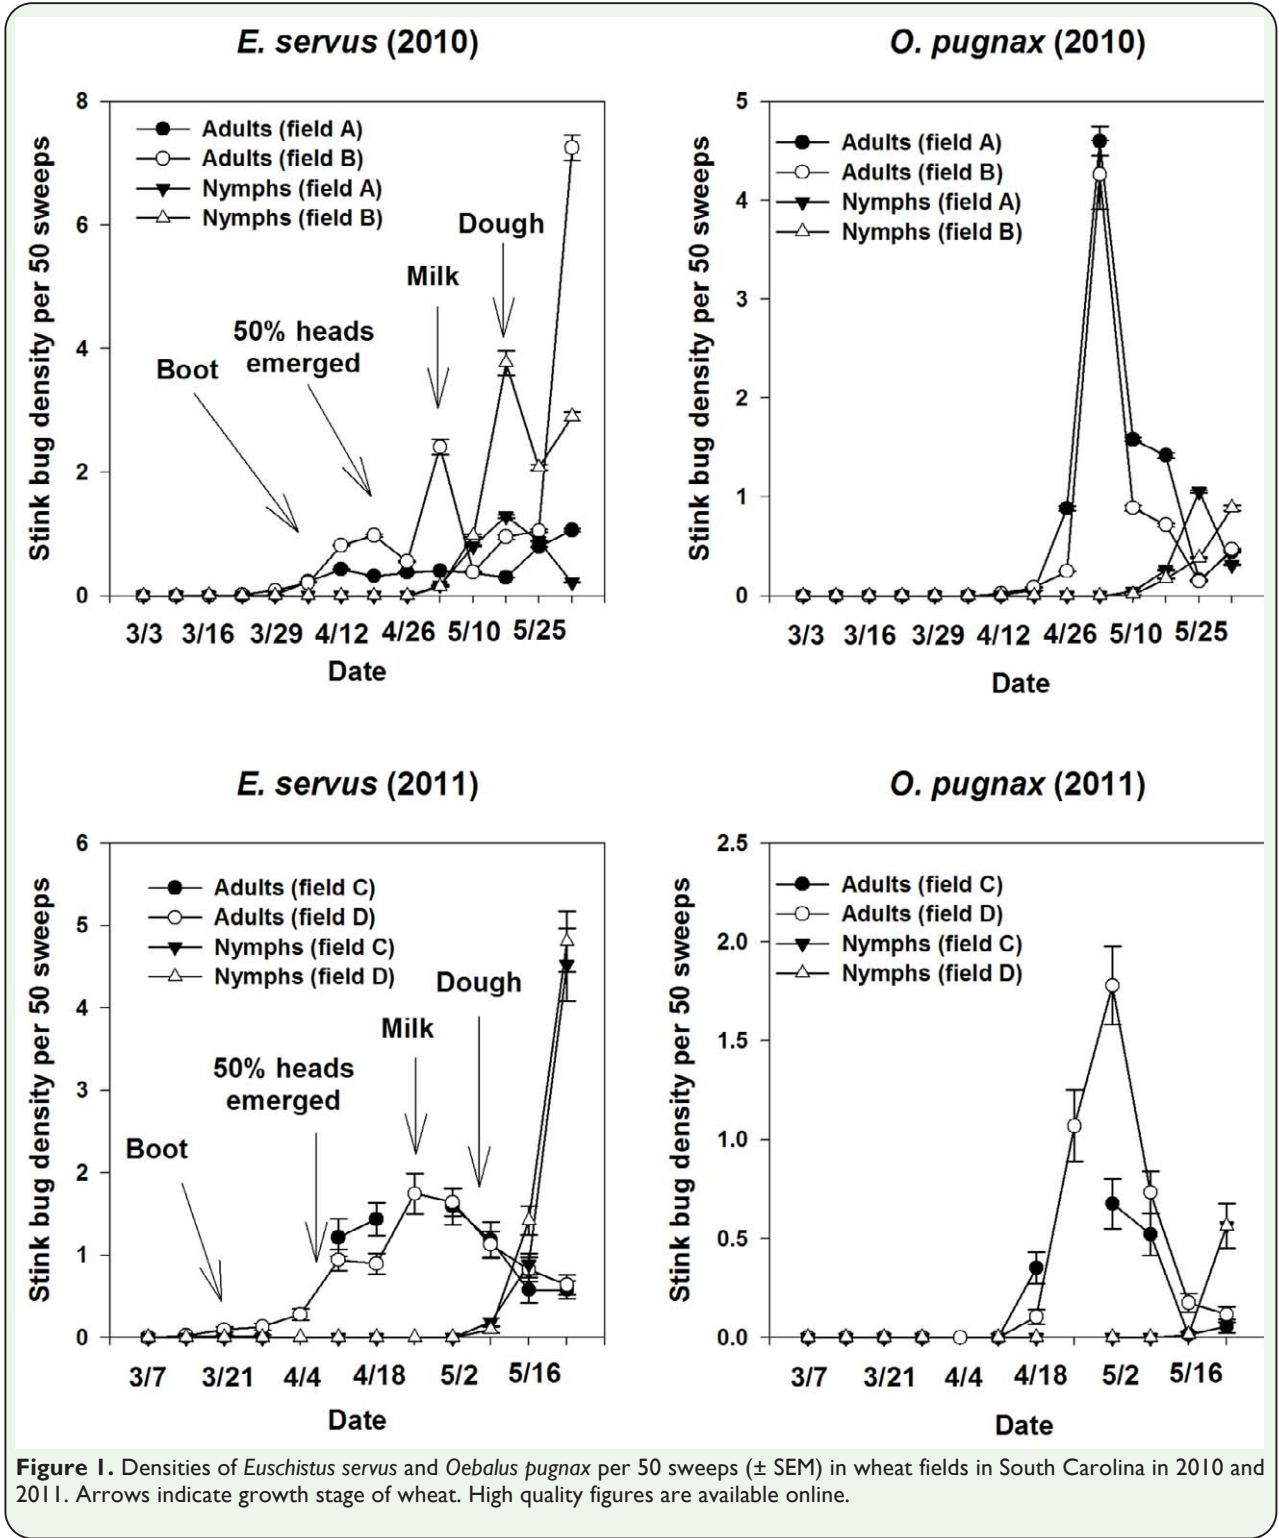 E. servus (2010)
Stink bug density per 50 sweeps
8
6
4
2
0
Adults (field A)
Adults (field B)
Nymphs (field A)
Nymphs (field B)
Dough
Milk
50% heads
emerged
Boot
3/3 3/16 3/29 4/12 4/26 5/10 5/25
Date
O. pugnax (2010)
Stink bug density per 50 sweeps
5
4
3
2
1
0
Adults (field A)
Adults (field B)
Nymphs (field A)
Nymphs (field B)
3/3 3/16 3/29 4/12 4/26 5/10 5/25
Date
E. servus (2011)
Stink bug density per 50 sweeps
6
5
4
3
2
1
0
Adults (field C)
Adults (field D)
Nymphs (field C)
Nymphs (field D)
Dough
Milk
50% heads
emerged
Boot
3/7 3/21 4/4 4/18 5/2 5/16
Date
O. pugnax (2011)
Stink bug density per 50 sweeps
2.5
2.0
1.5
1.0
0.5
0.0
Adults (field C)
Adults (field D)
Nymphs (field C)
Nymphs (field D)
3/7 3/21 4/4 4/18 5/2 5/16
Date
Figure 1. Densities of Euschistus servus and Oebalus pugnax per 50 sweeps (± SEM) in wheat fields in South Carolina in 2010 and
2011. Arrows indicate growth stage of wheat. High quality figures are available online.